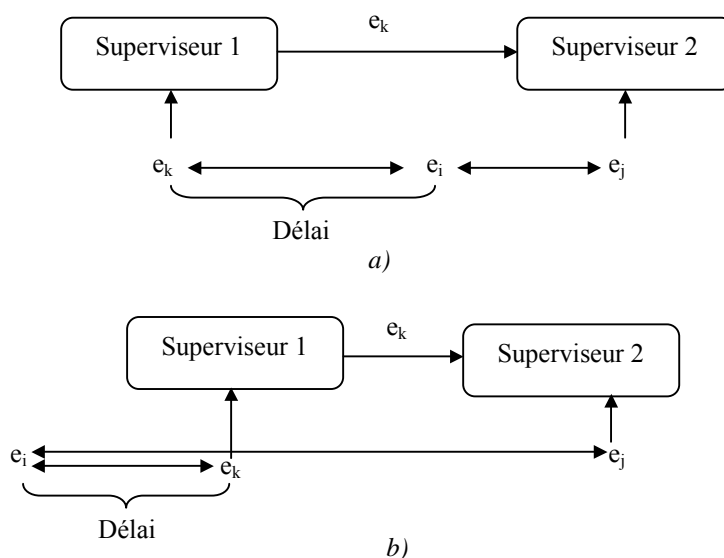 e_k
Superviseur 1 Superviseur 2
e_k e_i e_j
Délai
a)
e_k
Superviseur 1 Superviseur 2
e_i e_k e_j
Délai
b)